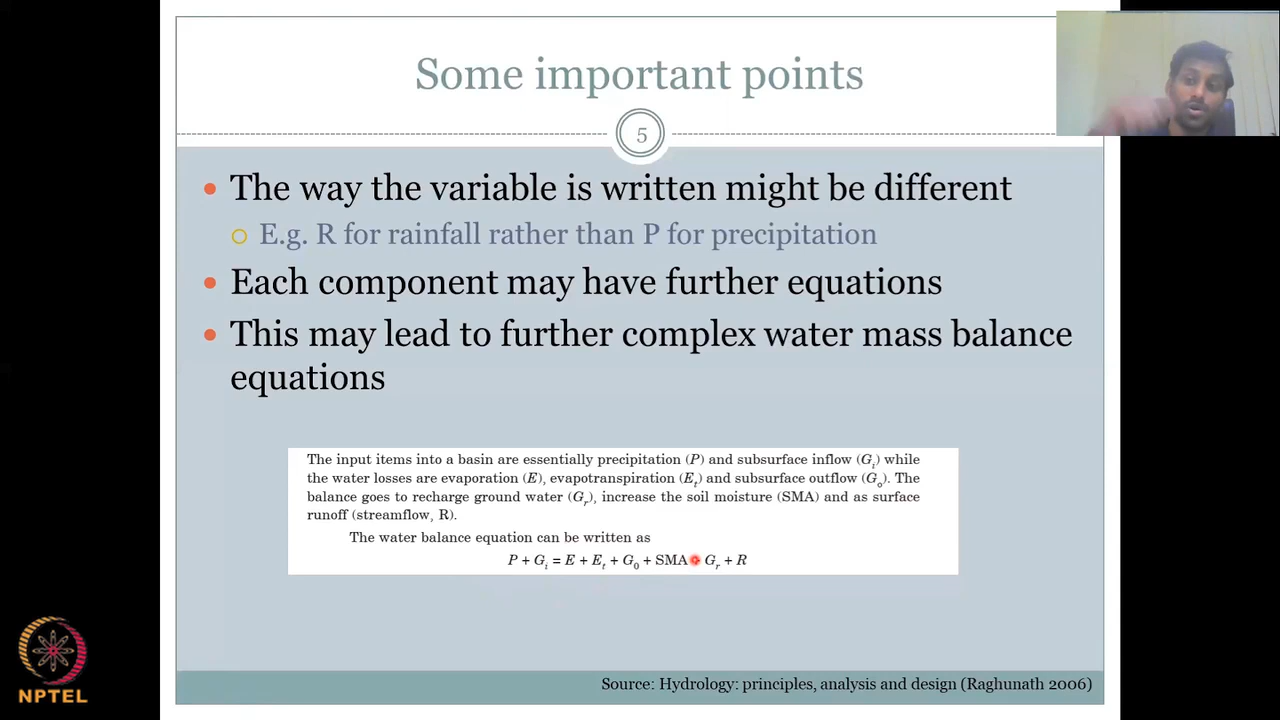 Some important points
5
The way the variable is written might be different
E.g. R for rainfall rather than P for precipitation
Each component may have further equations
This may lead to further complex water mass balance
equations
The input items into a basin are essentially precipitation (P) and subsurface inflow (Gᵢ) while
the water losses are evaporation (E), evapotranspiration (Eₜ) and subsurface outflow (Gₒ). The
balance goes to recharge ground water (Gᵣ), increase the soil moisture (SMA) and as surface
runoff (streamflow, R).
The water balance equation can be written as
P + Gᵢ = E + Eₜ + G₀ + SMA Gᵣ + R
NPTEL
Source: Hydrology: principles, analysis and design (Raghunath 2006)